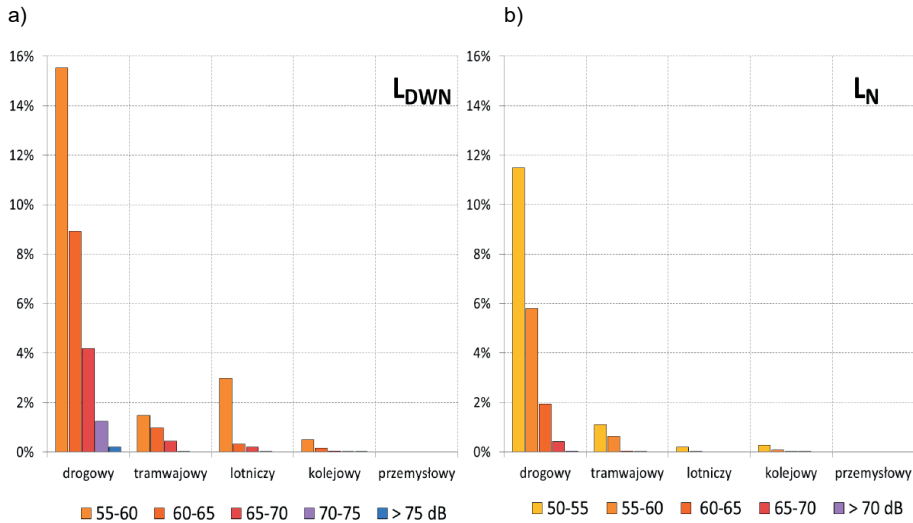 a)
16%
14%
12%
10%
8%
6%
4%
2%
0%
L_DWN
drogowy tramwajowy lotniczy kolejowy przemysłowy
55-60 60-65 65-70 70-75 > 75 dB
b)
16%
14%
12%
10%
8%
6%
4%
2%
0%
L_N
drogowy tramwajowy lotniczy kolejowy przemysłowy
50-55 55-60 60-65 65-70 > 70 dB